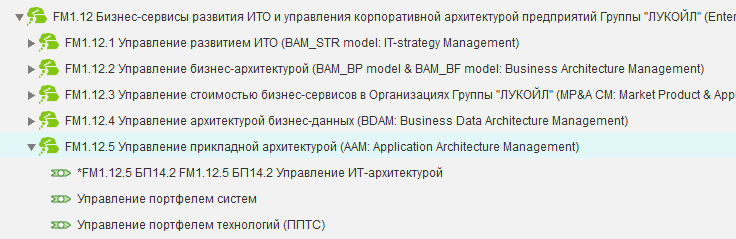 FM1.12 Бизнес-сервисы развития ИТО и управления корпоративной архитектурой предприятий Группы "ЛУКОЙЛ" (Enter
FM1.12.1 Управление развитием ИТО (BAM_STR model: IT-strategy Management)
FM1.12.2 Управление бизнес-архитектурой (BAM_BP model & BAM_BF model: Business Architecture Management)
FM1.12.3 Управление стоимостью бизнес-сервисов в Организациях Группы "ЛУКОЙЛ" (MP&A CM: Market Product & App
FM1.12.4 Управление архитектурой бизнес-данных (BDAM: Business Data Architecture Management)
FM1.12.5 Управление прикладной архитектурой (AAM: Application Architecture Management)
*FM1.12.5 БП14.2 FM1.12.5 БП14.2 Управление ИТ-архитектурой
Управление портфелем систем
Управление портфелем технологий (ППТС)